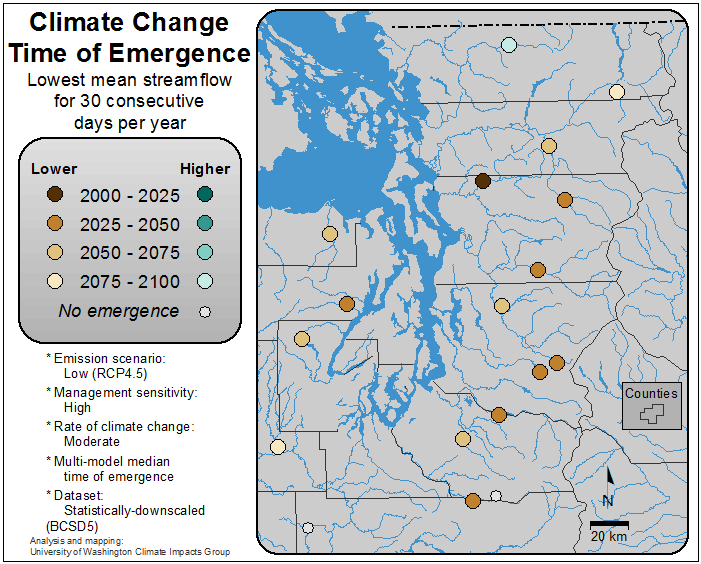 Climate Change
Time of Emergence
Lowest mean streamflow
for 30 consecutive
days per year
Lower Higher
2000 - 2025
2025 - 2050
2050 - 2075
2075 - 2100
No emergence
* Emission scenario:
Low (RCP4.5)
* Management sensitivity:
High
* Rate of climate change:
Moderate
* Multi-model median
time of emergence
* Dataset:
Statistically-downscaled
(BCSD5)
Analysis and mapping:
University of Washington Climate Impacts Group
Counties
N
20 km